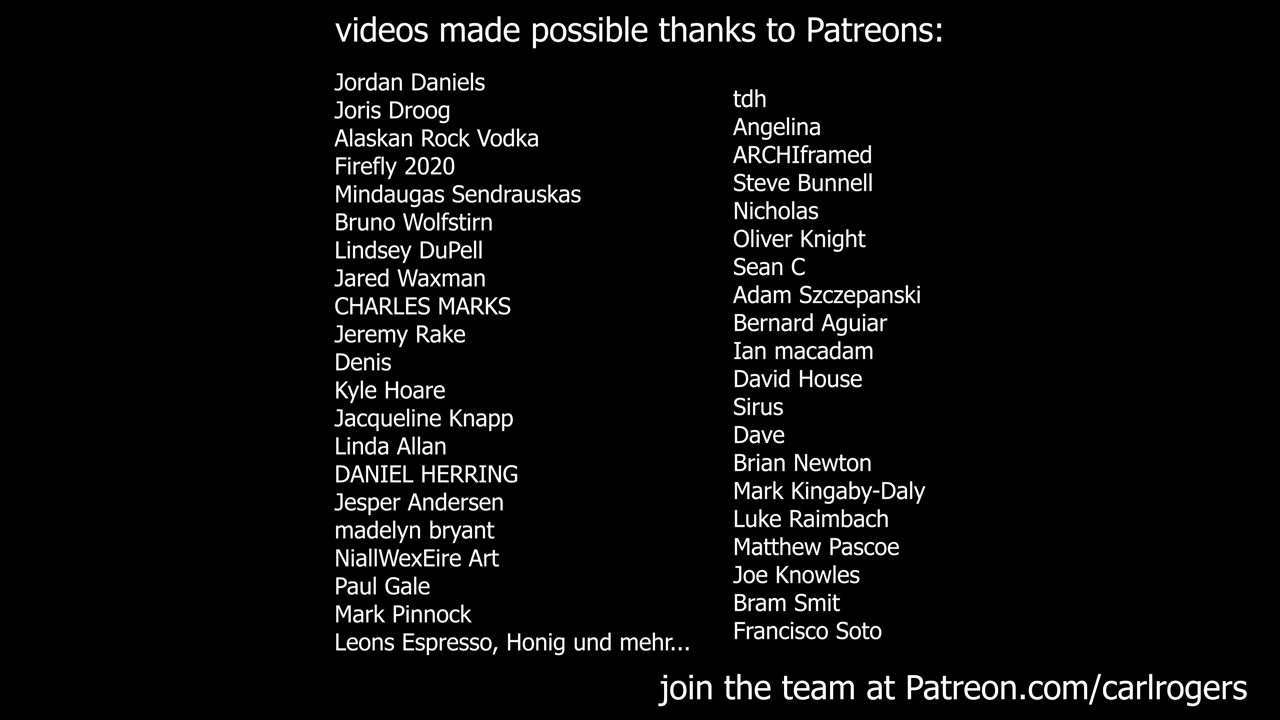 videos made possible thanks to Patreons:
Jordan Daniels
Joris Droog
Alaskan Rock Vodka
Firefly 2020
Mindaugas Sendrauskas
Bruno Wolfstirn
Lindsey DuPell
Jared Waxman
CHARLES MARKS
Jeremy Rake
Denis
Kyle Hoare
Jacqueline Knapp
Linda Allan
DANIEL HERRING
Jesper Andersen
madelyn bryant
NiallWexEire Art
Paul Gale
Mark Pinnock
Leons Espresso, Honig und mehr...
tdh
Angelina
ARCHIframed
Steve Bunnell
Nicholas
Oliver Knight
Sean C
Adam Szczepanski
Bernard Aguiar
Ian macadam
David House
Sirus
Dave
Brian Newton
Mark Kingaby-Daly
Luke Raimbach
Matthew Pascoe
Joe Knowles
Bram Smit
Francisco Soto
join the team at Patreon.com/carlrogers